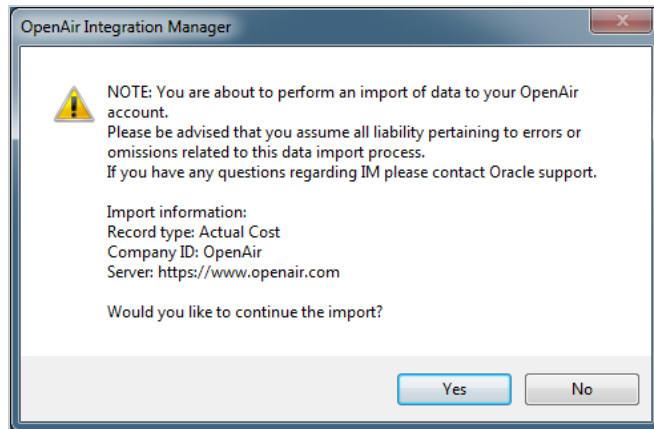 OpenAir Integration Manager
NOTE: You are about to perform an import of data to your OpenAir
account.
Please be advised that you assume all liability pertaining to errors or
omissions related to this data import process.
If you have any questions regarding IM please contact Oracle support.
Import information:
Record type: Actual Cost
Company ID: OpenAir
Server: https://www.openair.com
Would you like to continue the import?
Yes
No